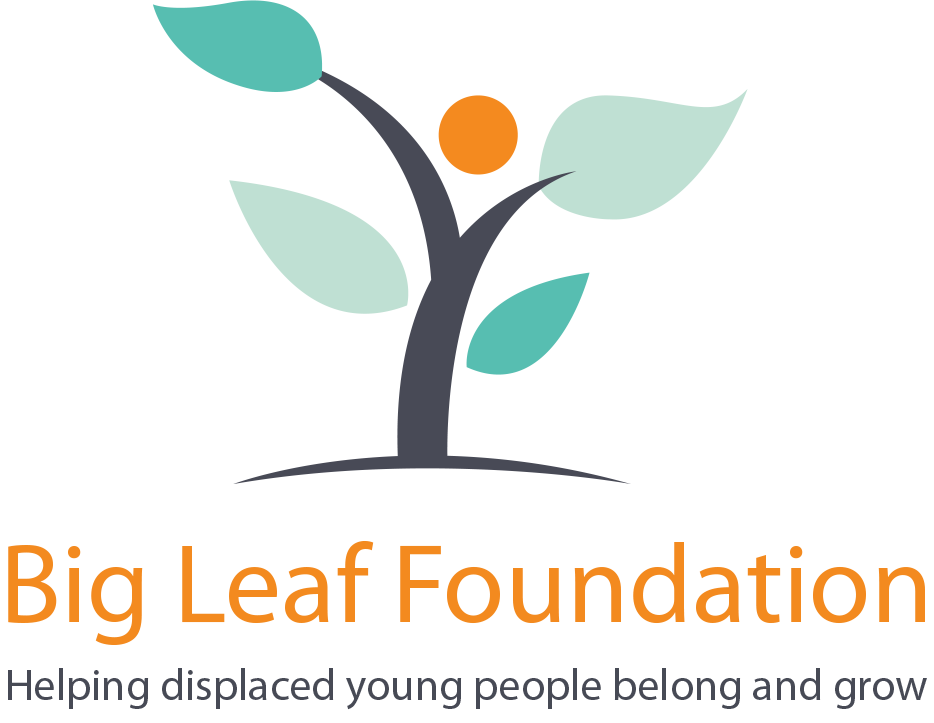 Big Leaf Foundation
Helping displaced young people belong and grow